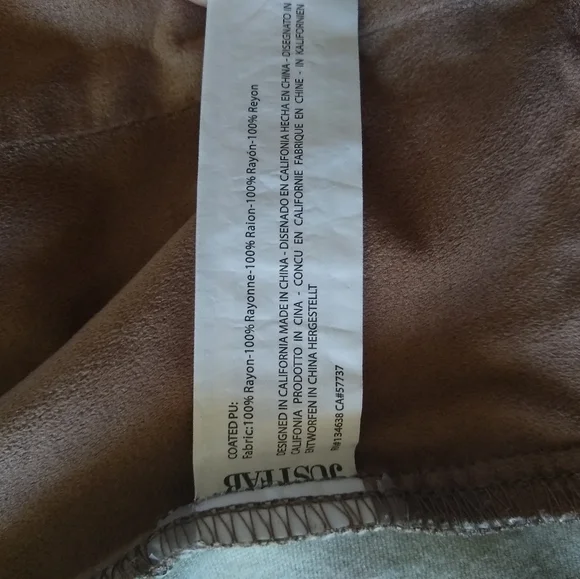 COATED PU:
Fabric:100% Rayon-100% Rayonne-100% Raion-100% Rayón-100% Reyon
DESIGNED IN CALIFORNIA MADE IN CHINA - DISENADO EN CALIFONIA HECHA EN CHINA - DISEGNATO IN
CALIFONIA PRODOTTO IN CINA - CONCU EN CALIFORNIE FABRIQUE EN CHINE - IN KALIFORNIEN
ENTWORFEN IN CHINA HERGESTELLT
CA#57737
JUSTFAB